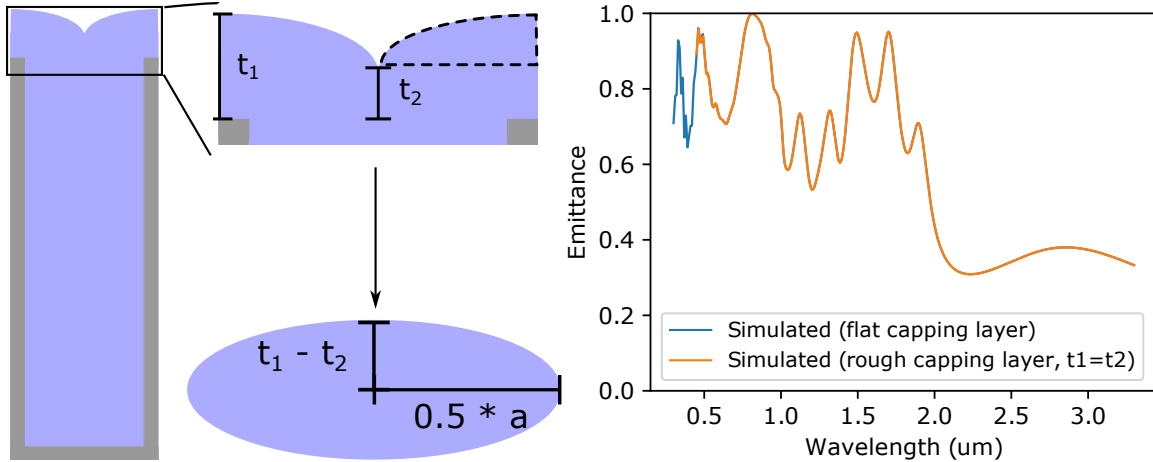 t₁
t₂
t₁ - t₂
0.5 * a
Emittance
1.0
0.8
0.6
0.4
0.2
0.0
0.5
1.0
1.5
2.0
2.5
3.0
Wavelength (um)
Simulated (flat capping layer)
Simulated (rough capping layer, t1=t2)